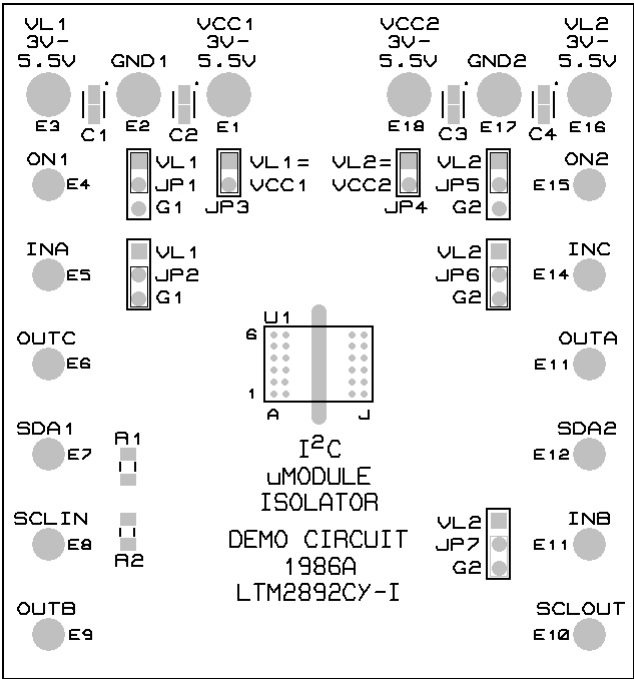 VL1 VCC1 VCC2 VL2
3V- 3V- 3V- 3V-
5.5V GND1 5.5V 5.5V GND2 5.5V
E3 C1 E2 C2 E1 E18 C3 E17 C4 E16
ON1 VL1 VL1= VL2= VL2 ON2
E4 JP1 VCC1 VCC2 JP5 E15
G1 JP3 JP4 G2
INA VL1 VL2 INC
E5 JP2 JP6 E14
G1 G2
U1
OUTC 6 OUTA
E6 E11
1
A J
SDA1 R1 I²C SDA2
E7 uMODULE E12
ISOLATOR
SCLIN VL2 INB
E8 DEMO CIRCUIT JP7 E11
R2 1986A G2
LTM2892CY-I
OUTB SCLOUT
E9 E10